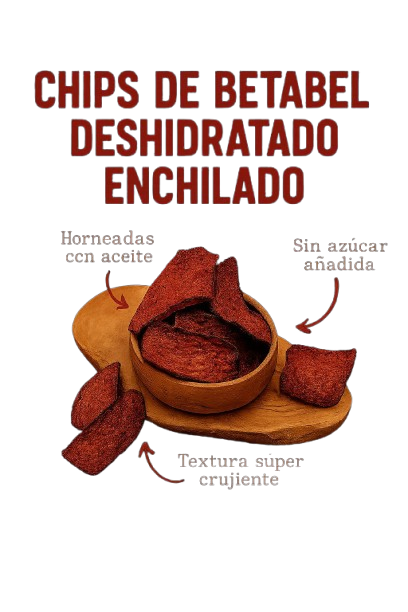 CHIPS DE BETABEL
DESHIDRATADO
ENCHILADO
Horneadas
ccn aceite
Sin azúcar
añadida
Textura súper
crujiente